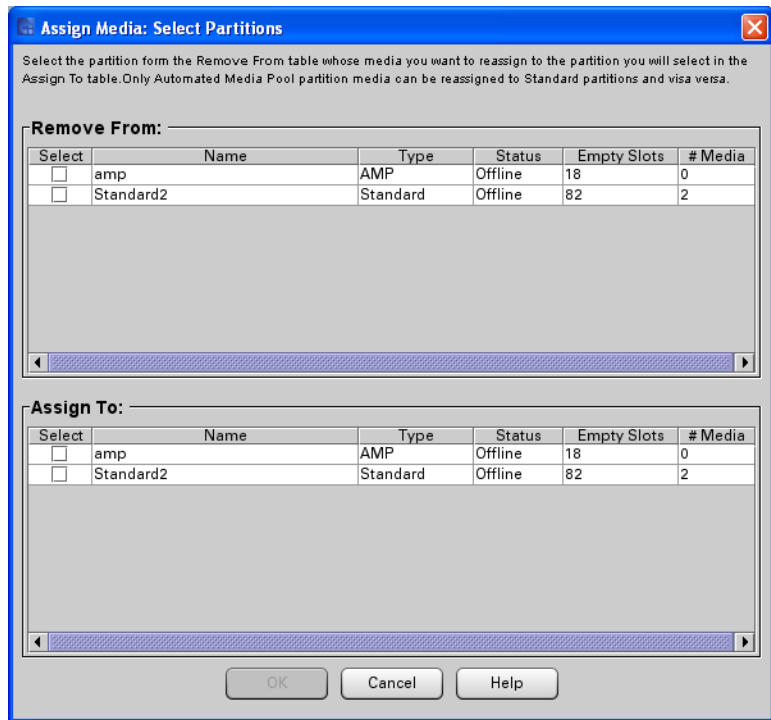 Assign Media: Select Partitions
Select the partition form the Remove From table whose media you want to reassign to the partition you will select in the
Assign To table.Only Automated Media Pool partition media can be reassigned to Standard partitions and visa versa.
Remove From:
Select Name Type Status Empty Slots # Media
amp AMP Offline 18 0
Standard2 Standard Offline 82 2
Assign To:
Select Name Type Status Empty Slots # Media
amp AMP Offline 18 0
Standard2 Standard Offline 82 2
OK Cancel Help